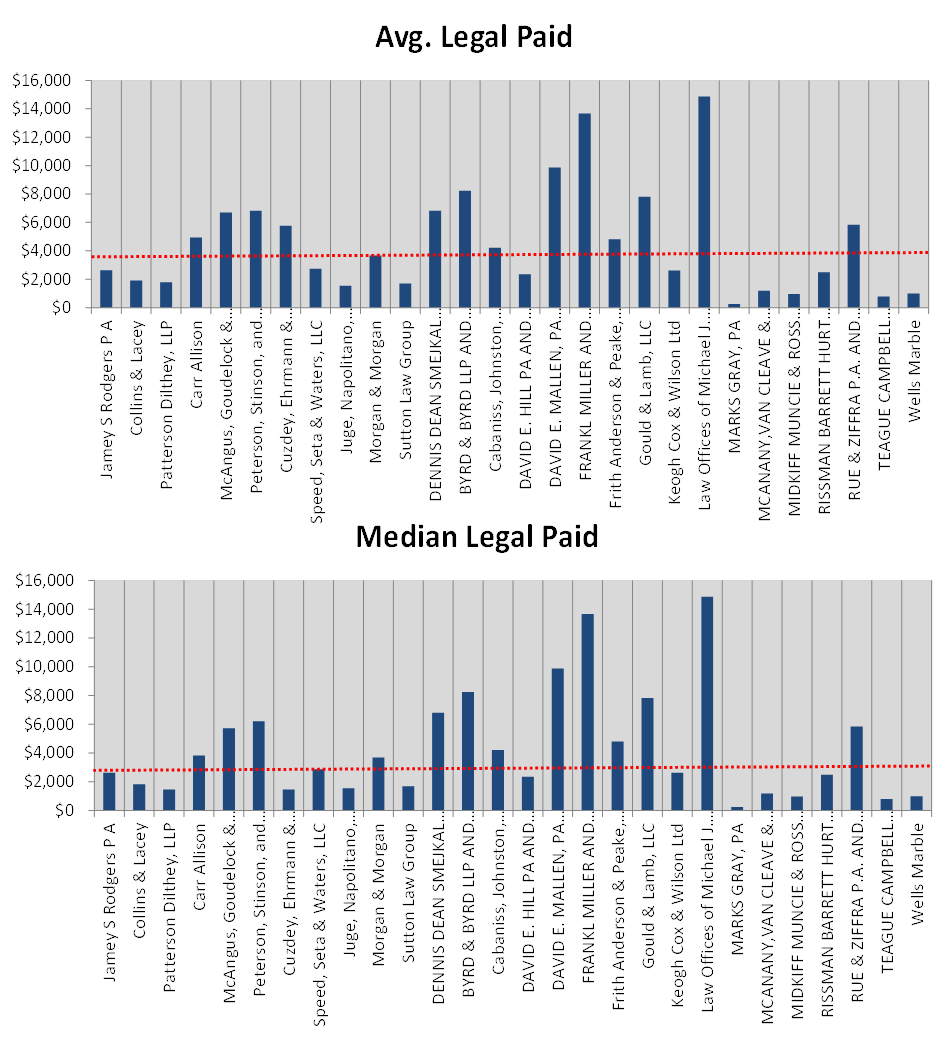 Avg. Legal Paid
$16,000
$14,000
$12,000
$10,000
$8,000
$6,000
$4,000
$2,000
$0
Jamey S Rodgers P A
Collins & Lacey
Patterson Dilthey, LLP
Carr Allison
McAngus, Goudelock &...
Peterson, Stinson, and...
Cuzdey, Ehrmann &...
Speed, Seta & Waters, LLC
Juge, Napolitano,...
Morgan & Morgan
Sutton Law Group
DENNIS DEAN SMEJKAL...
BYRD & BYRD LLP AND...
Cabaniss, Johnston,...
DAVID E. HILL PA AND...
DAVID E. MALLEN, PA...
FRANKL MILLER AND...
Frith Anderson & Peake,...
Gould & Lamb, LLC
Keogh Cox & Wilson Ltd
Law Offices of Michael J...
MARKS GRAY, PA
MCANANY,VAN CLEAVE &...
MIDKIFF MUNCIE & ROSS...
RISSMAN BARRETT HURT...
RUE & ZIFFRA P.A. AND...
TEAGUE CAMPBELL...
Wells Marble
Median Legal Paid
$16,000
$14,000
$12,000
$10,000
$8,000
$6,000
$4,000
$2,000
$0
Jamey S Rodgers P A
Collins & Lacey
Patterson Dilthey, LLP
Carr Allison
McAngus, Goudelock &...
Peterson, Stinson, and...
Cuzdey, Ehrmann &...
Speed, Seta & Waters, LLC
Juge, Napolitano,...
Morgan & Morgan
Sutton Law Group
DENNIS DEAN SMEJKAL...
BYRD & BYRD LLP AND...
Cabaniss, Johnston,...
DAVID E. HILL PA AND...
DAVID E. MALLEN, PA...
FRANKL MILLER AND...
Frith Anderson & Peake,...
Gould & Lamb, LLC
Keogh Cox & Wilson Ltd
Law Offices of Michael J...
MARKS GRAY, PA
MCANANY,VAN CLEAVE &...
MIDKIFF MUNCIE & ROSS...
RISSMAN BARRETT HURT...
RUE & ZIFFRA P.A. AND...
TEAGUE CAMPBELL...
Wells Marble